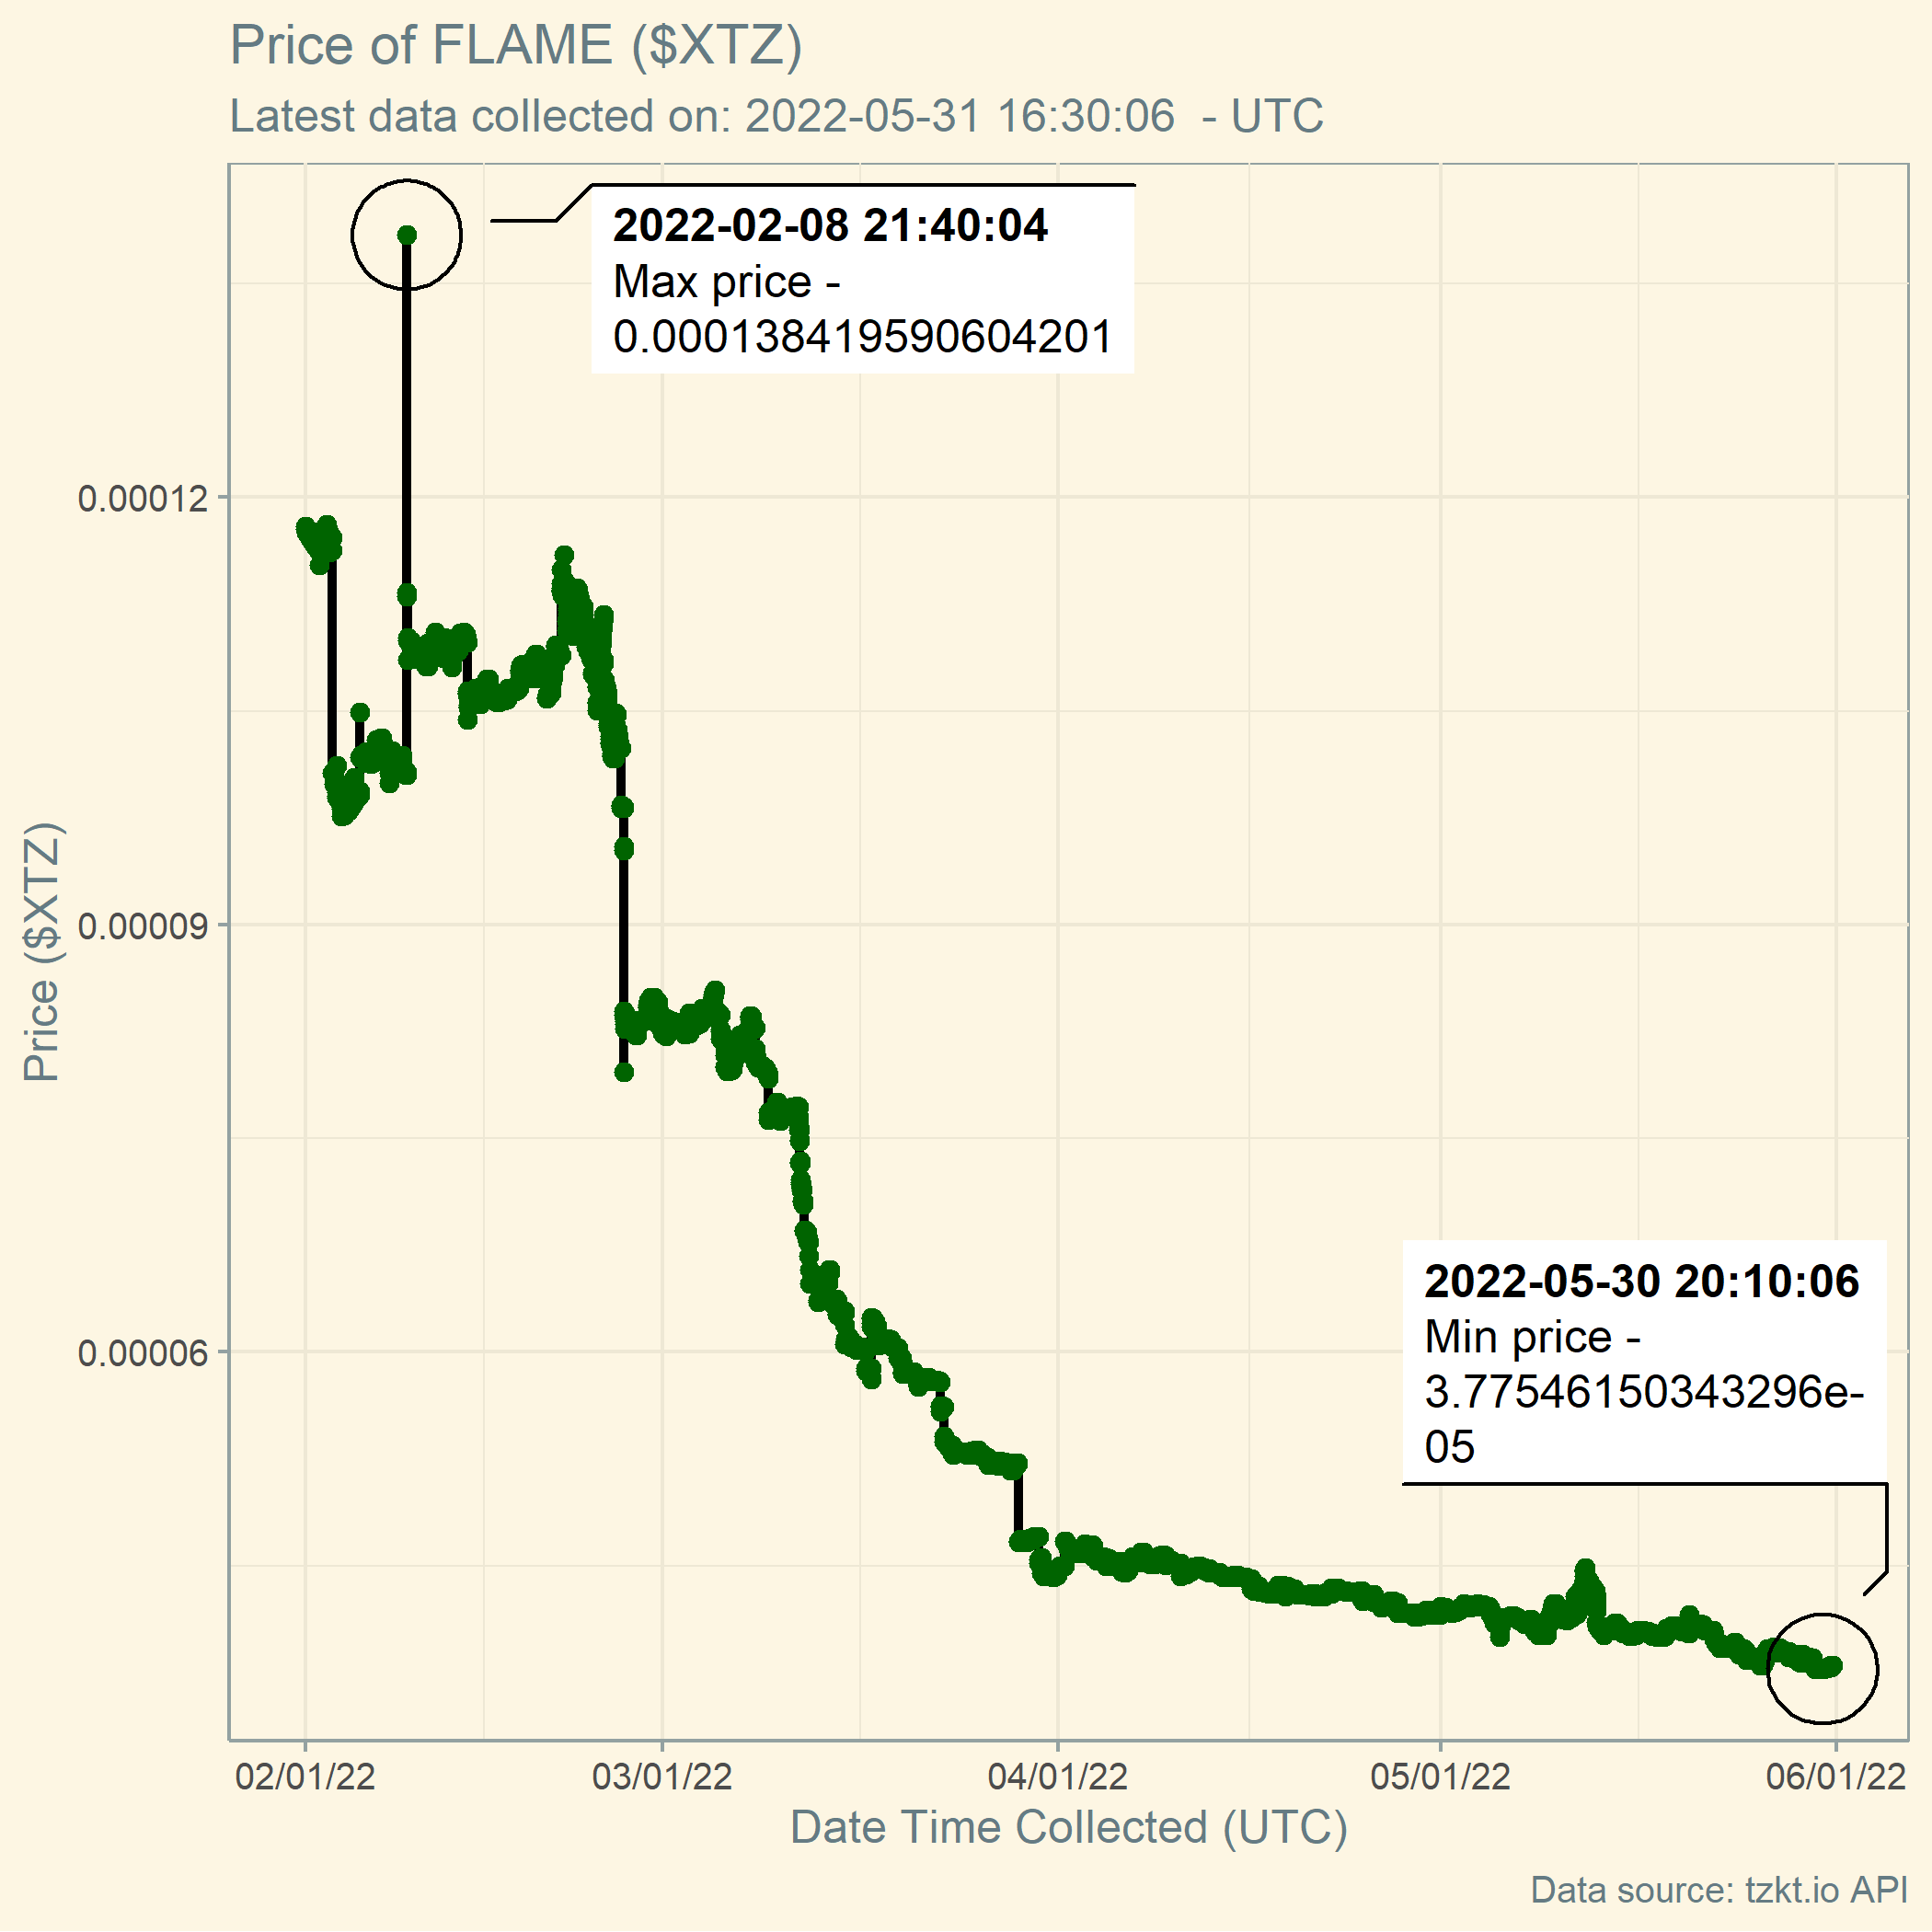 Price of FLAME ($XTZ)
Latest data collected on: 2022-05-31 16:30:06  - UTC
2022-02-08 21:40:04
Max price -
0.000138419590604201
0.00012
0.00009
0.00006
Price ($XTZ)
2022-05-30 20:10:06
Min price -
3.77546150343296e-
05
02/01/22
03/01/22
04/01/22
05/01/22
06/01/22
Date Time Collected (UTC)
Data source: tzkt.io API